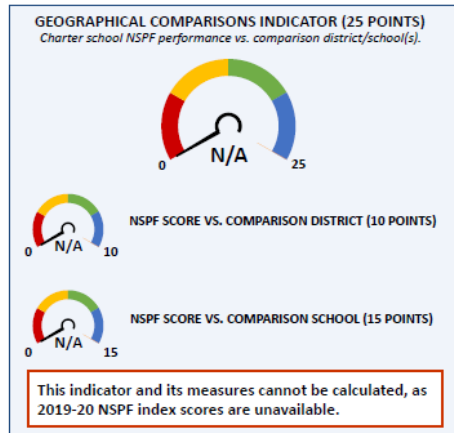 GEOGRAPHICAL COMPARISONS INDICATOR (25 POINTS)
Charter school NSPF performance vs. comparison district/school(s).
0 N/A 25
NSPF SCORE VS. COMPARISON DISTRICT (10 POINTS)
0 N/A 10
NSPF SCORE VS. COMPARISON SCHOOL (15 POINTS)
0 N/A 15
This indicator and its measures cannot be calculated, as
2019-20 NSPF index scores are unavailable.